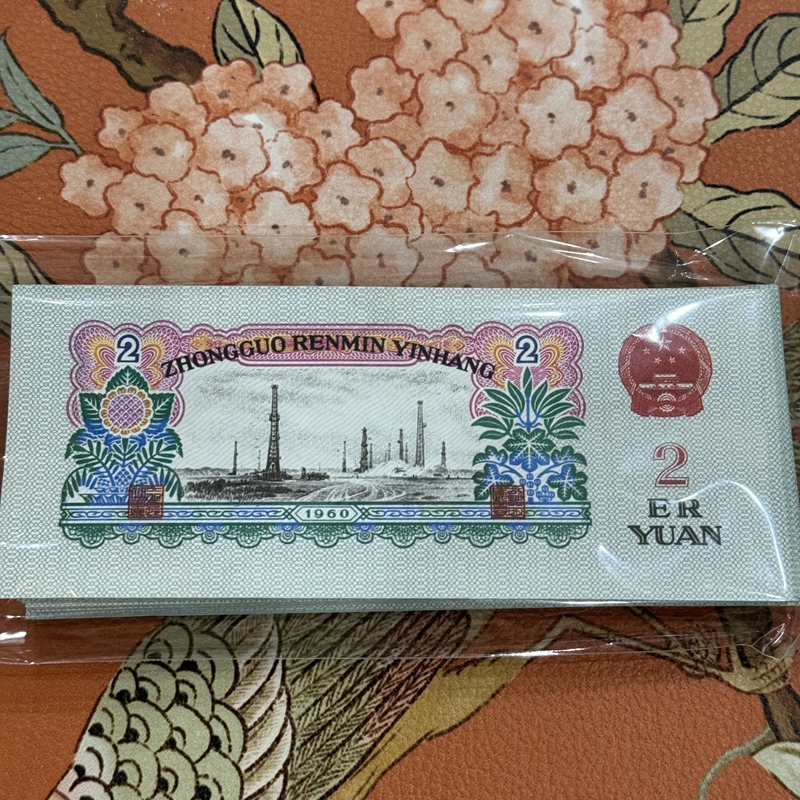 2
2
ZHONGGUO RENMIN YINHANG
1960
2
ER
YUAN